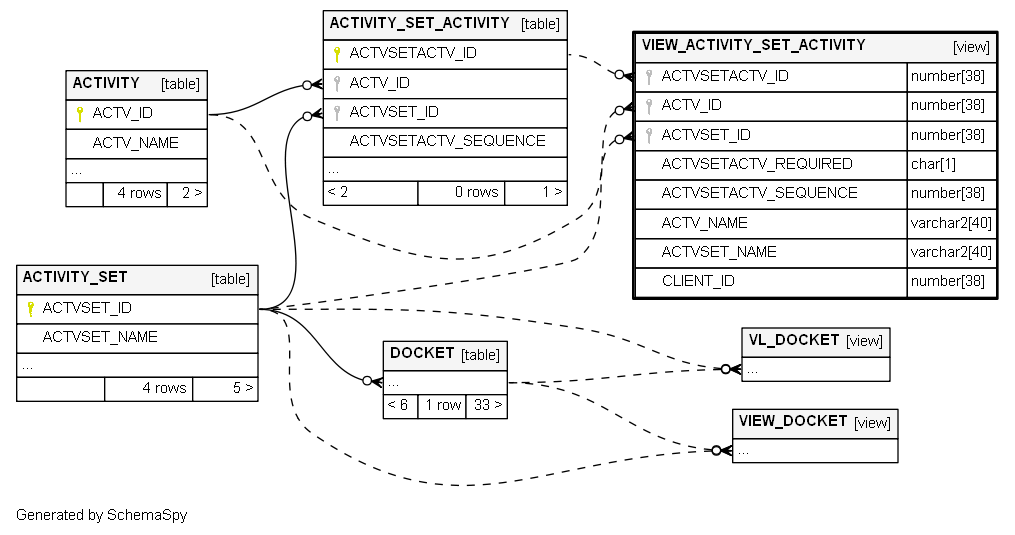 ACTIVITY_SET_ACTIVITY [table]
ACTVSETACTV_ID
ACTV_ID
ACTVSET_ID
ACTVSETACTV_SEQUENCE
...
< 2 0 rows 1 >
VIEW_ACTIVITY_SET_ACTIVITY [view]
ACTVSETACTV_ID number[38]
ACTV_ID number[38]
ACTVSET_ID number[38]
ACTVSETACTV_REQUIRED char[1]
ACTVSETACTV_SEQUENCE number[38]
ACTV_NAME varchar2[40]
ACTVSET_NAME varchar2[40]
CLIENT_ID number[38]
ACTIVITY [table]
ACTV_ID
ACTV_NAME
...
4 rows 2 >
ACTIVITY_SET [table]
ACTVSET_ID
ACTVSET_NAME
...
4 rows 5 >
DOCKET [table]
...
< 6 1 row 33 >
VL_DOCKET [view]
...
VIEW_DOCKET [view]
...
Generated by SchemaSpy